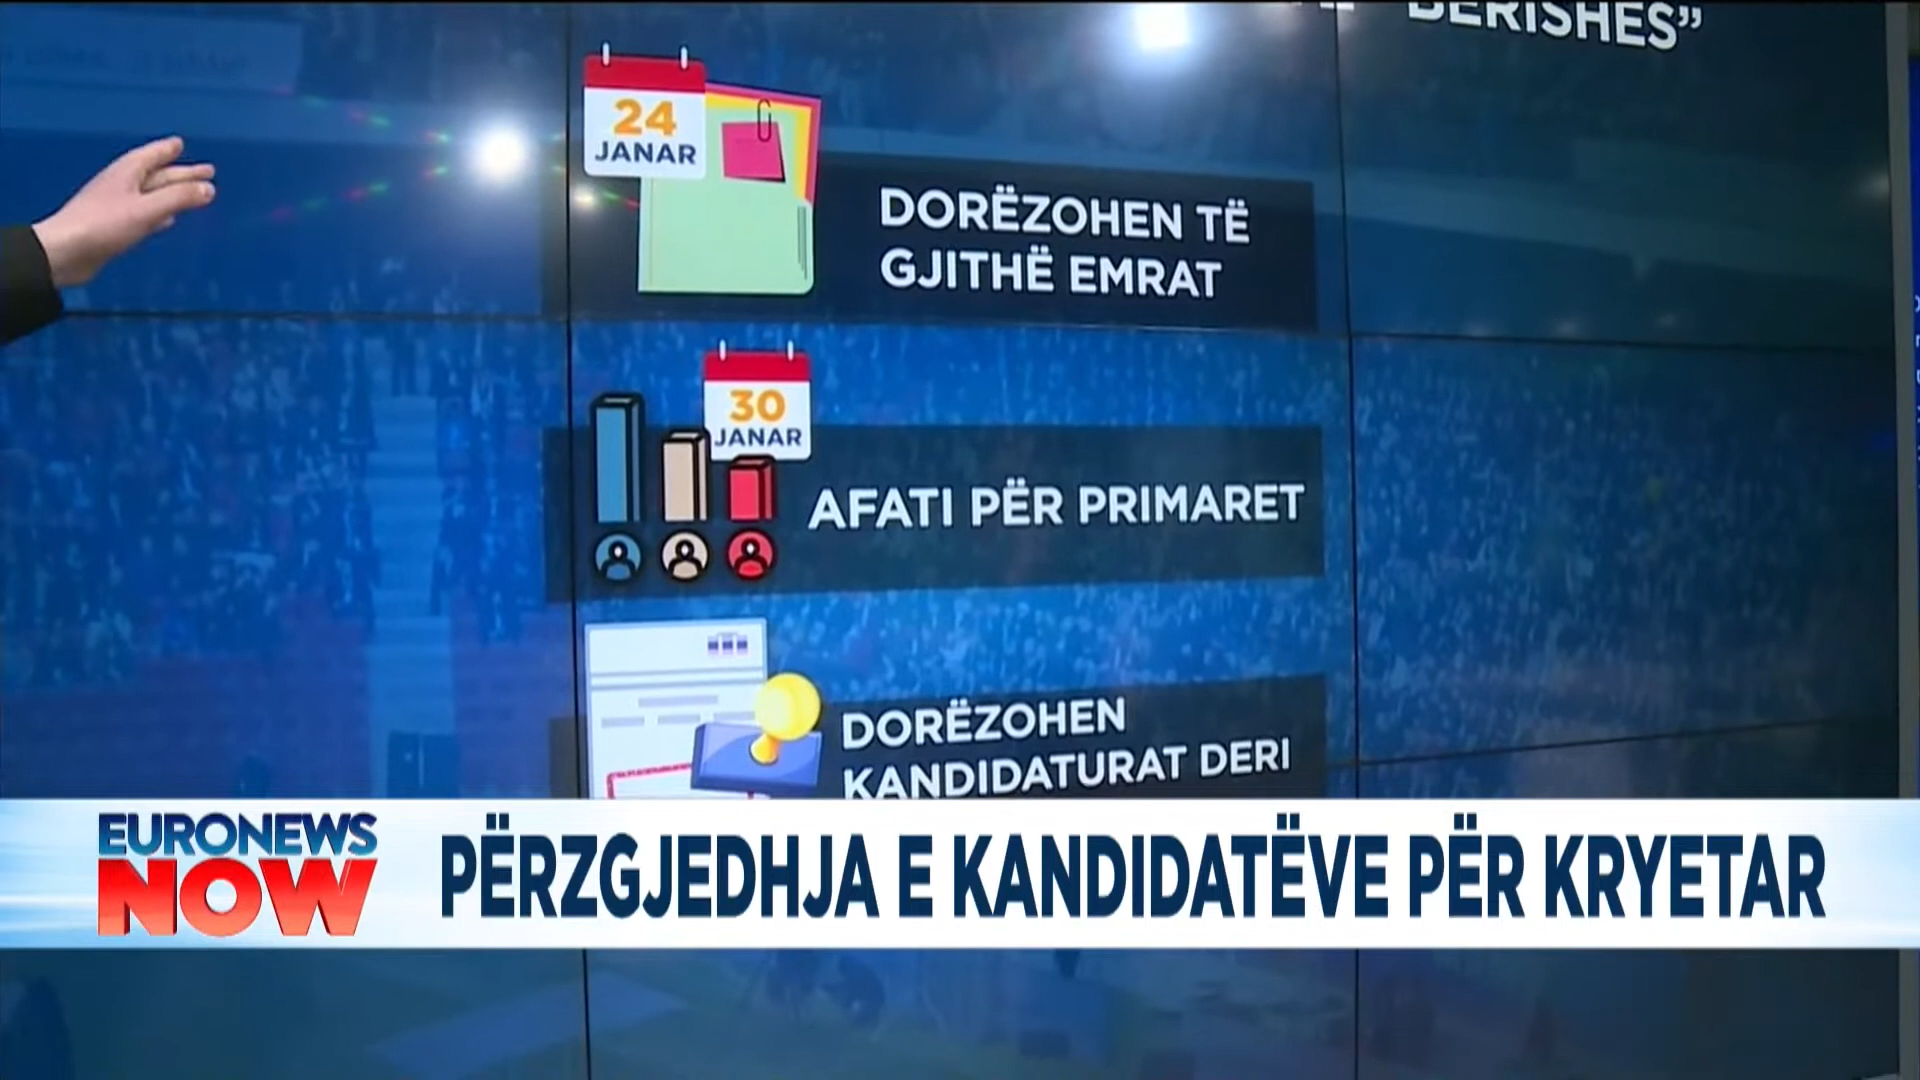 BERISHËS”
24
JANAR
DORËZOHEN TË
GJITHË EMRAT
30
JANAR
AFATI PËR PRIMARET
DORËZOHEN
KANDIDATURAT DERI
EURONEWS
NOW
PËRZGJEDHJA E KANDIDATËVE PËR KRYETAR